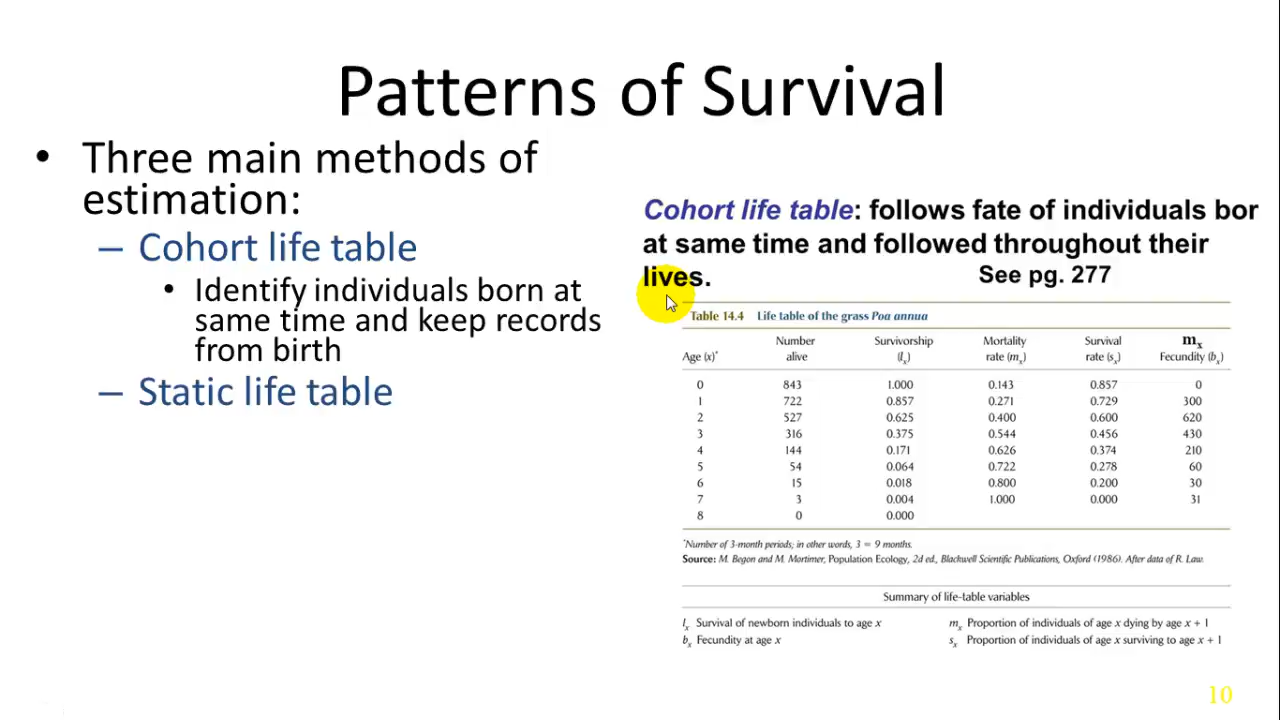 Patterns of Survival
• Three main methods of
estimation:
– Cohort life table
• Identify individuals born at
same time and keep records
from birth
– Static life table
Cohort life table: follows fate of individuals bor
at same time and followed throughout their
lives.
See pg. 277
Table 14.4 Life table of the grass Poa annua
Number Survivorship Mortality Survival mx
Age (x)* alive (lx) rate (mx) rate (sx) Fecundity (bx)
0 843 1.000 0.143 0.857 0
1 722 0.857 0.271 0.729 300
2 527 0.625 0.400 0.600 620
3 316 0.375 0.544 0.456 430
4 144 0.171 0.626 0.374 210
5 54 0.064 0.722 0.278 60
6 15 0.018 0.800 0.200 30
7 3 0.004 1.000 0.000 31
8 0 0.000
*Number of 3-month periods; in other words, 3 = 9 months.
Source: M. Begon and M. Mortimer, Population Ecology, 2d ed., Blackwell Scientific Publications, Oxford (1986). After data of R. Law.
Summary of life-table variables
lx Survival of newborn individuals to age x mx Proportion of individuals of age x dying by age x + 1
bx Fecundity at age x sx Proportion of individuals of age x surviving to age x + 1
10